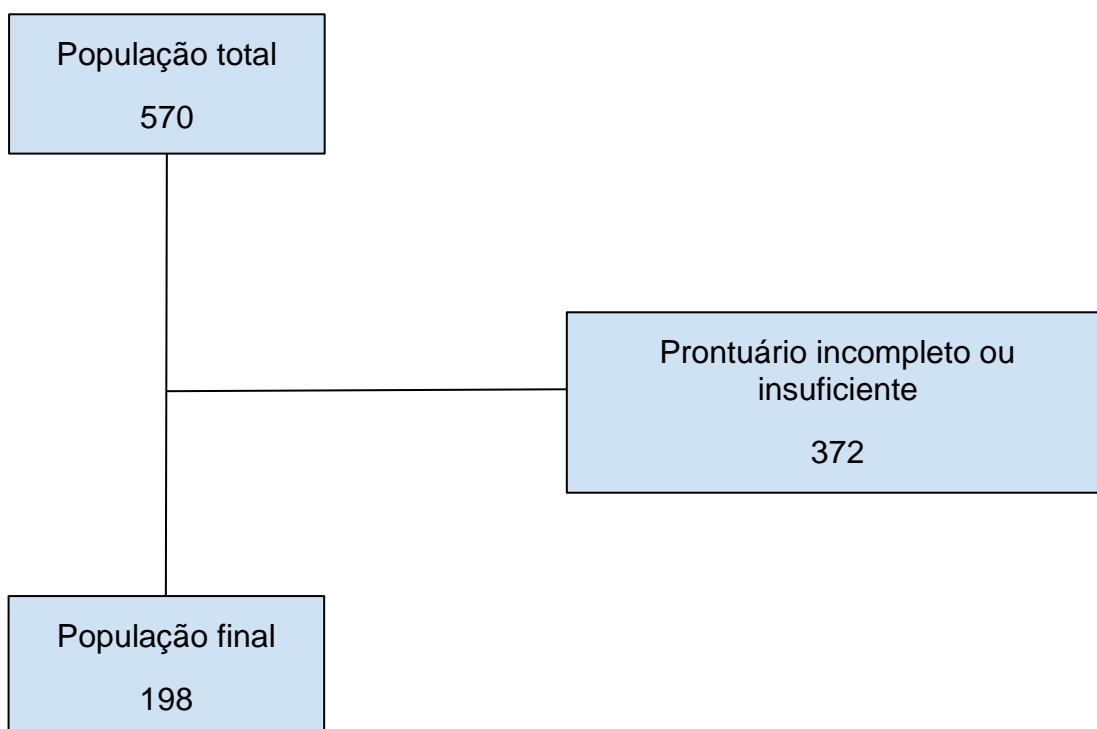 População total
570
Prontuário incompleto ou
insuficiente
372
População final
198